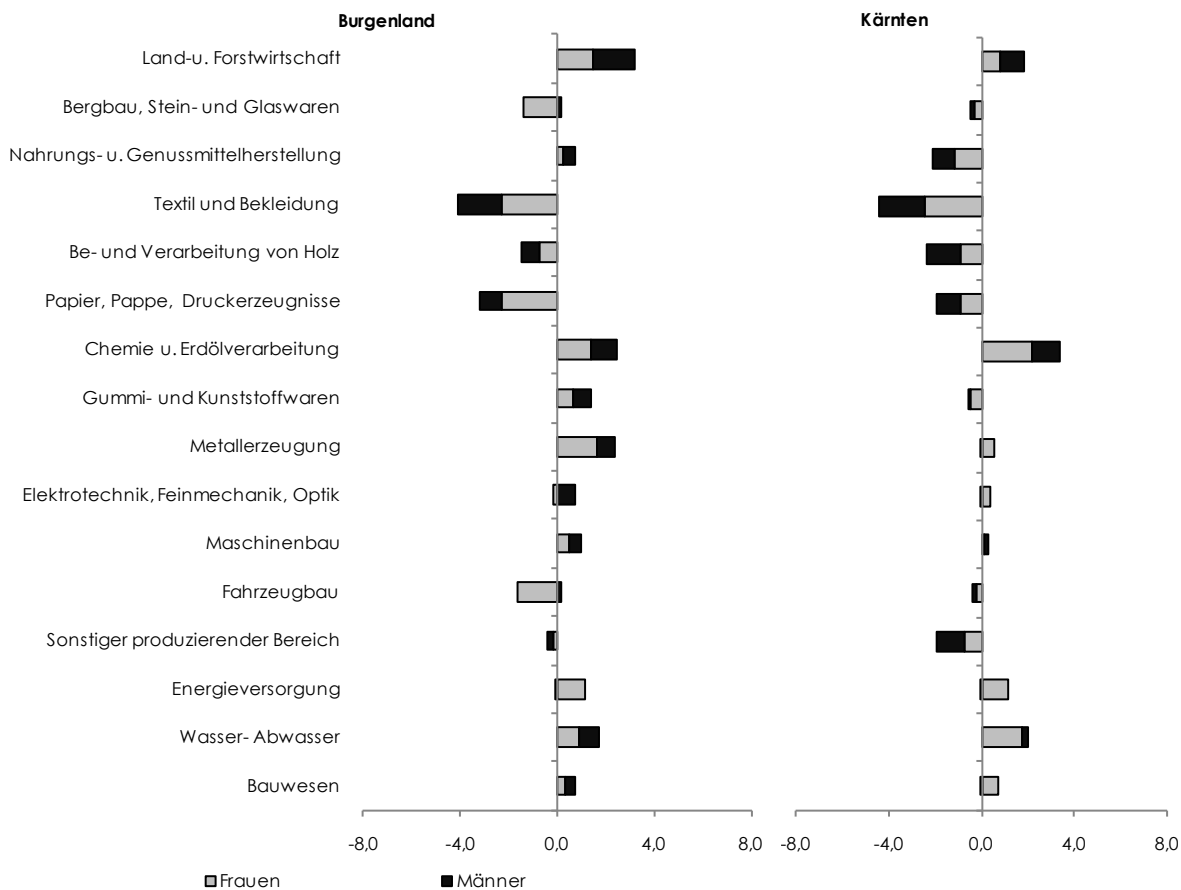 Burgenland
Kärnten
Land-u. Forstwirtschaft
Bergbau, Stein- und Glaswaren
Nahrungs- u. Genussmittelherstellung
Textil und Bekleidung
Be- und Verarbeitung von Holz
Papier, Pappe, Druckerzeugnisse
Chemie u. Erdölverarbeitung
Gummi- und Kunststoffwaren
Metallerzeugung
Elektrotechnik, Feinmechanik, Optik
Maschinenbau
Fahrzeugbau
Sonstiger produzierender Bereich
Energieversorgung
Wasser- Abwasser
Bauwesen
-8,0 -4,0 0,0 4,0 8,0
-8,0 -4,0 0,0 4,0 8,0
Frauen Männer